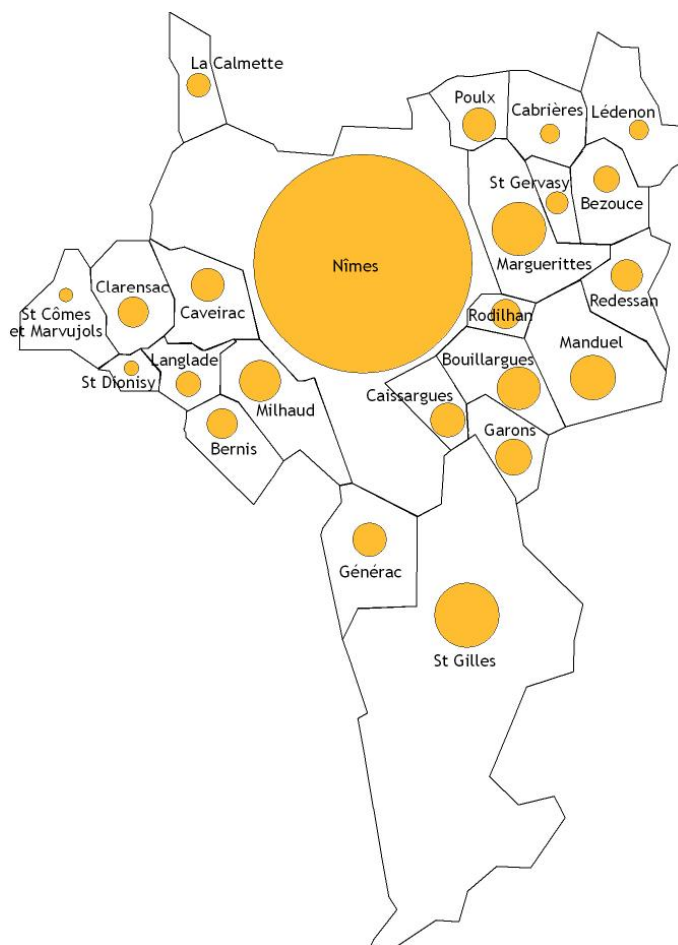 La Calmette
Poulx
Cabrières
Lédenon
St Gervasy
Bezouce
Nîmes
Marguerittes
Clarensac
Caveirac
Redessan
St Cômes
et Marvujols
Rodilhan
Manduel
Langlade
Bouillargues
St Dionisy
Milhaud
Caissargues
Garons
Bernis
Générac
St Gilles